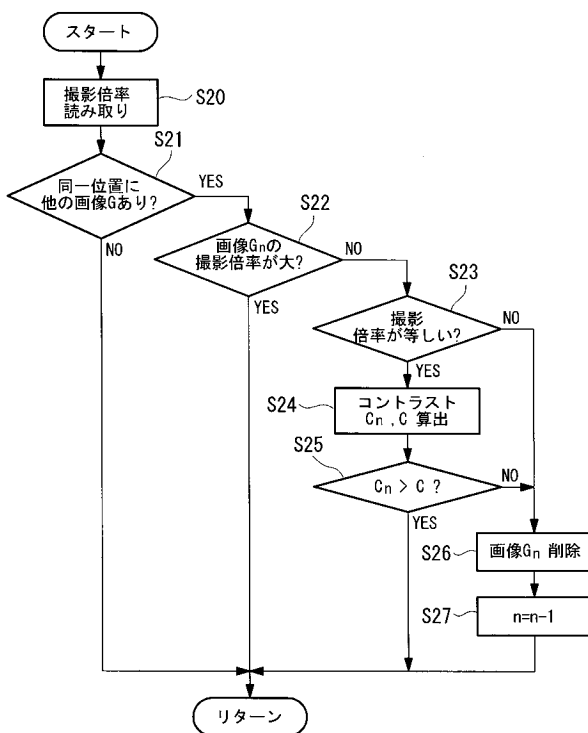 スタート
撮影倍率
読み取り
S20
S21
同一位置に
他の画像Gあり?
YES
NO
S22
画像Gnの
撮影倍率が大?
NO
YES
S23
撮影
倍率が等しい?
NO
YES
S24
コントラスト
Cn , C 算出
S25
Cn > C ?
NO
YES
S26
画像Gn 削除
S27
n=n-1
リターン